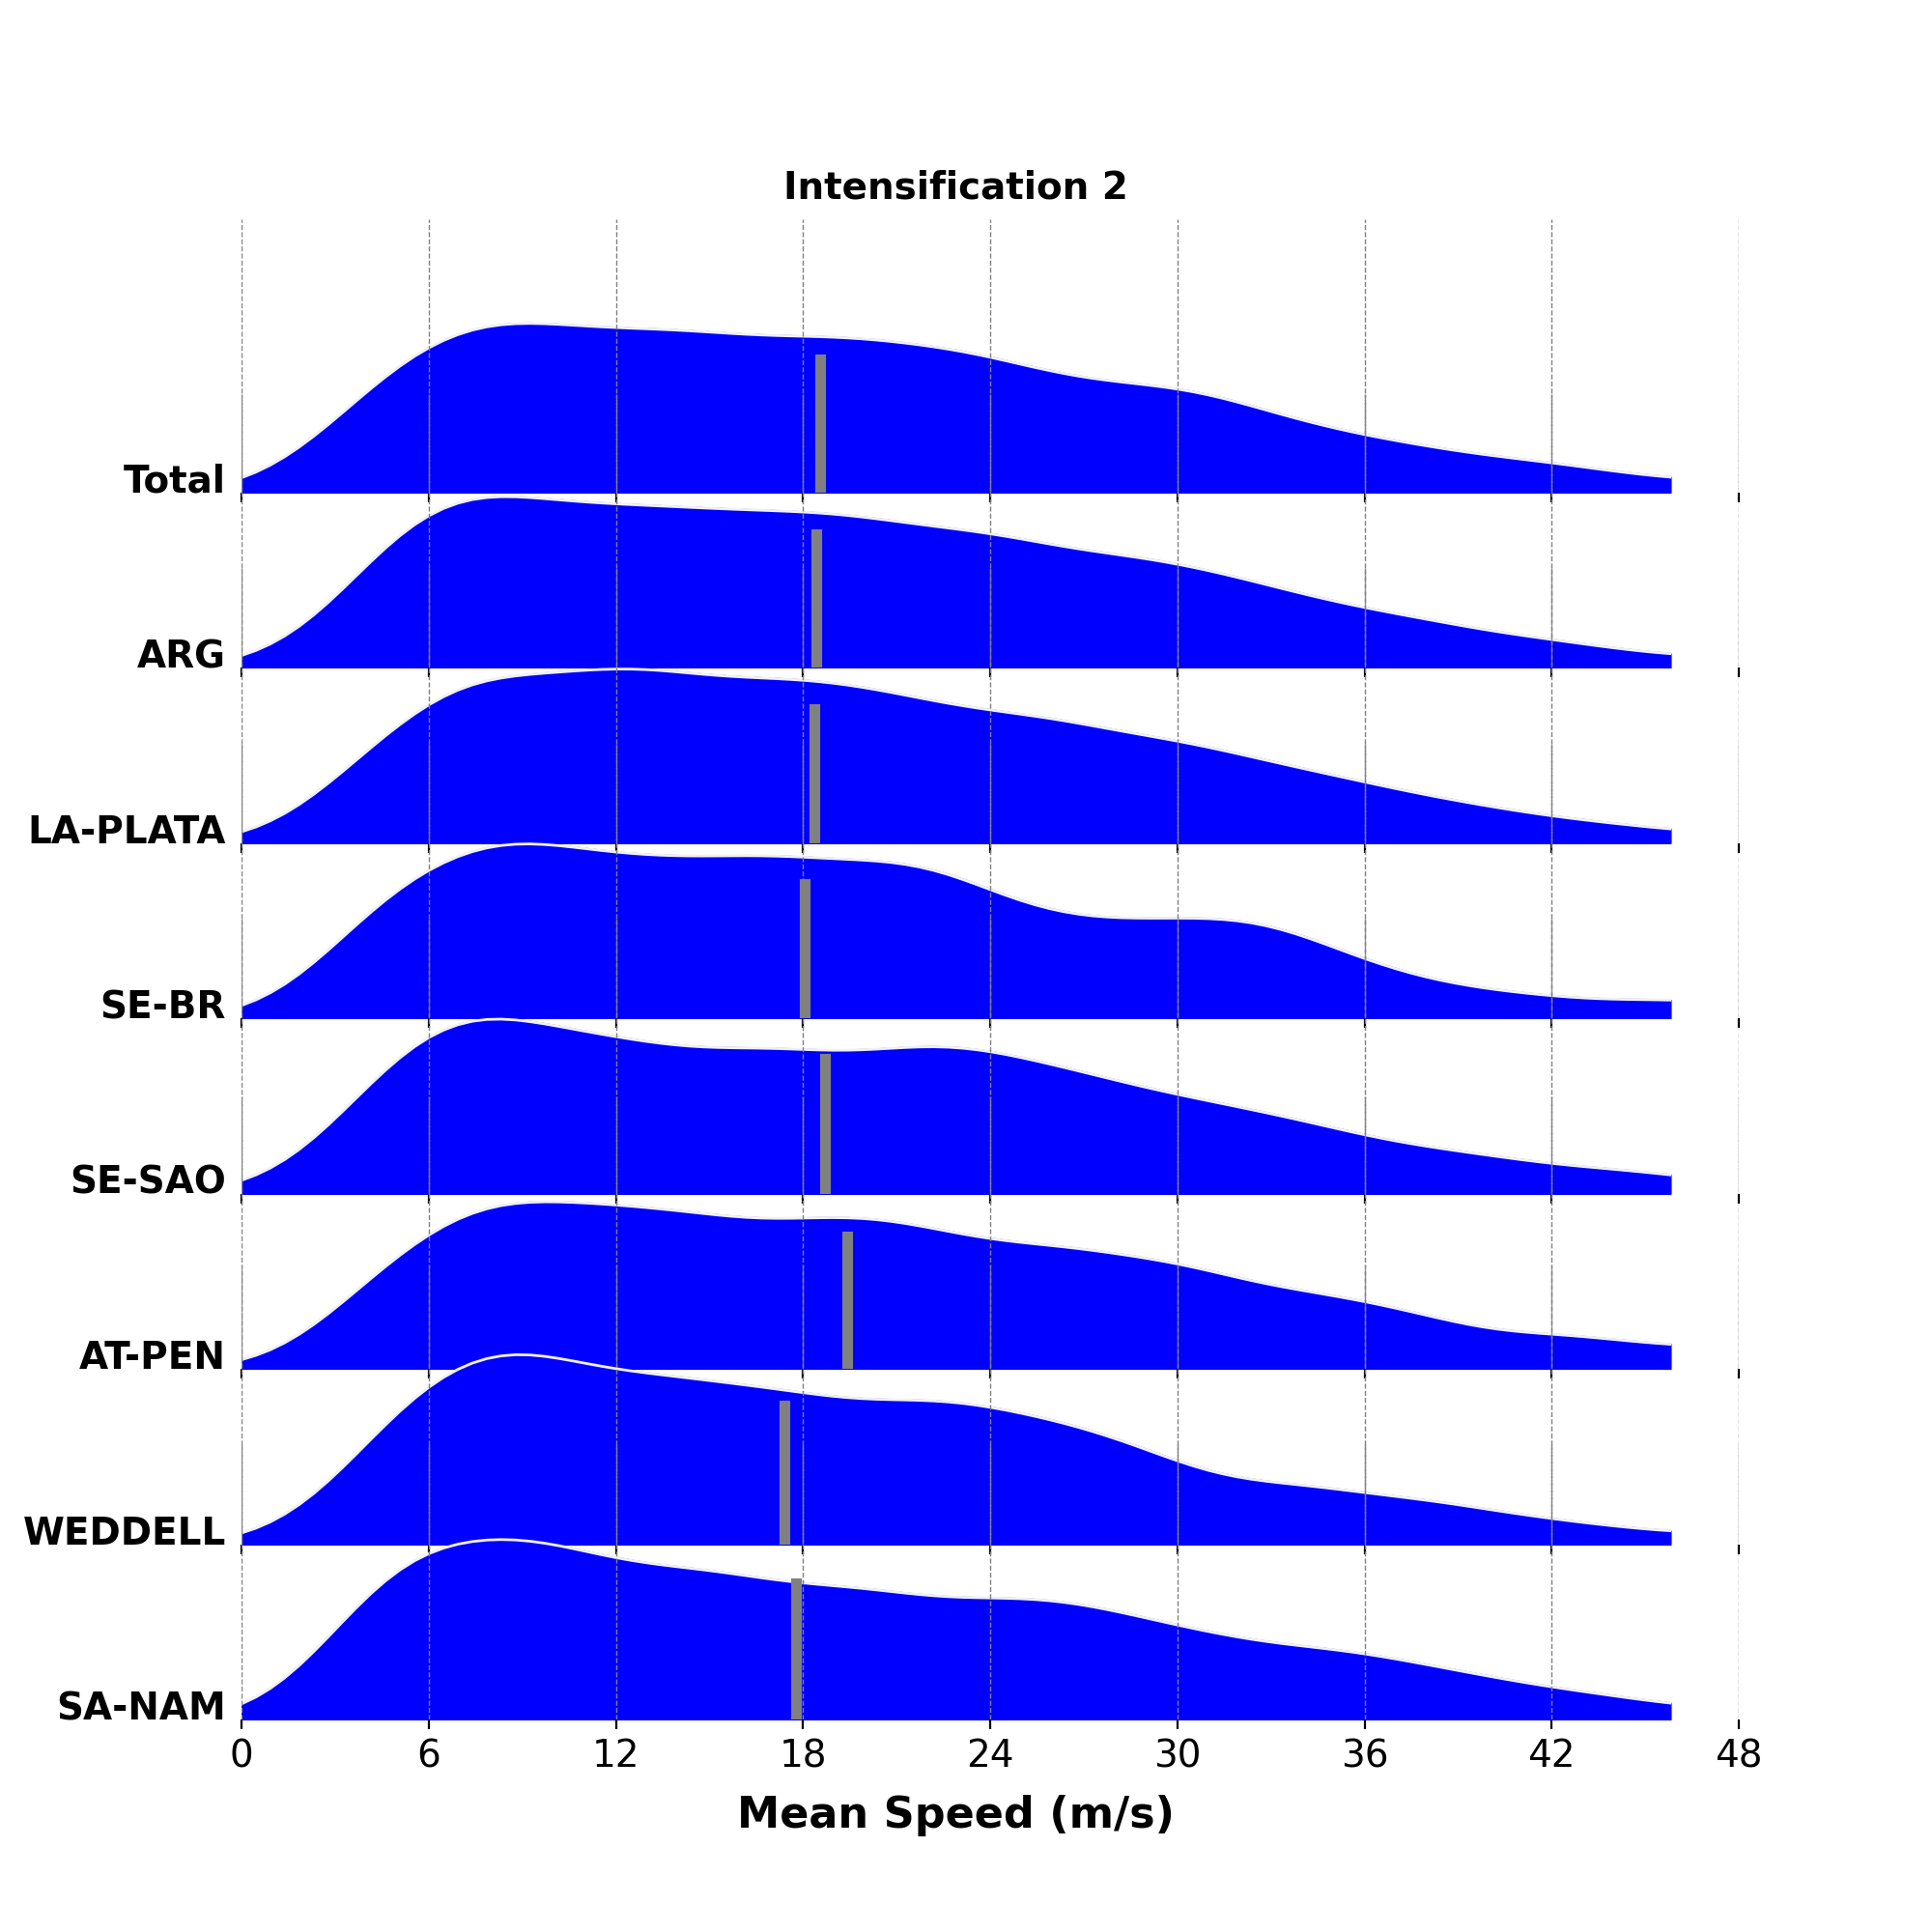 Intensification 2
Total
ARG
LA-PLATA
SE-BR
SE-SAO
AT-PEN
WEDDELL
SA-NAM
0 6 12 18 24 30 36 42 48
Mean Speed (m/s)